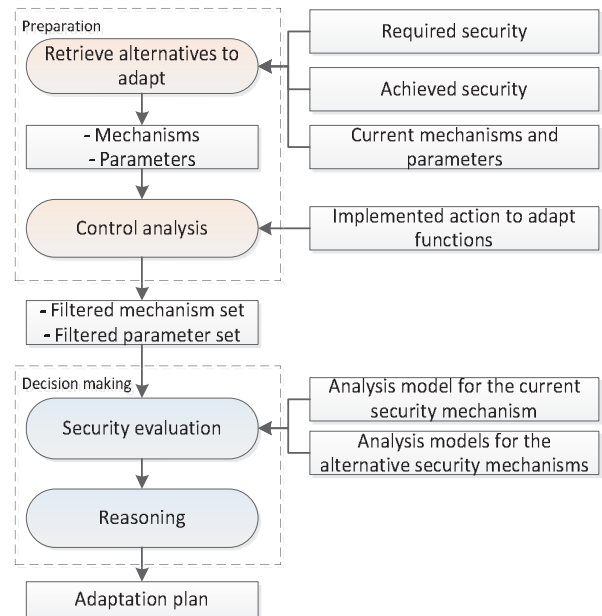 Preparation
Retrieve alternatives to
adapt
Required security
Achieved security
Current mechanisms and
parameters
- Mechanisms
- Parameters
Control analysis
Implemented action to adapt
functions
- Filtered mechanism set
- Filtered parameter set
Decision making
Security evaluation
Analysis model for the current
security mechanism
Analysis models for the
alternative security mechanisms
Reasoning
Adaptation plan